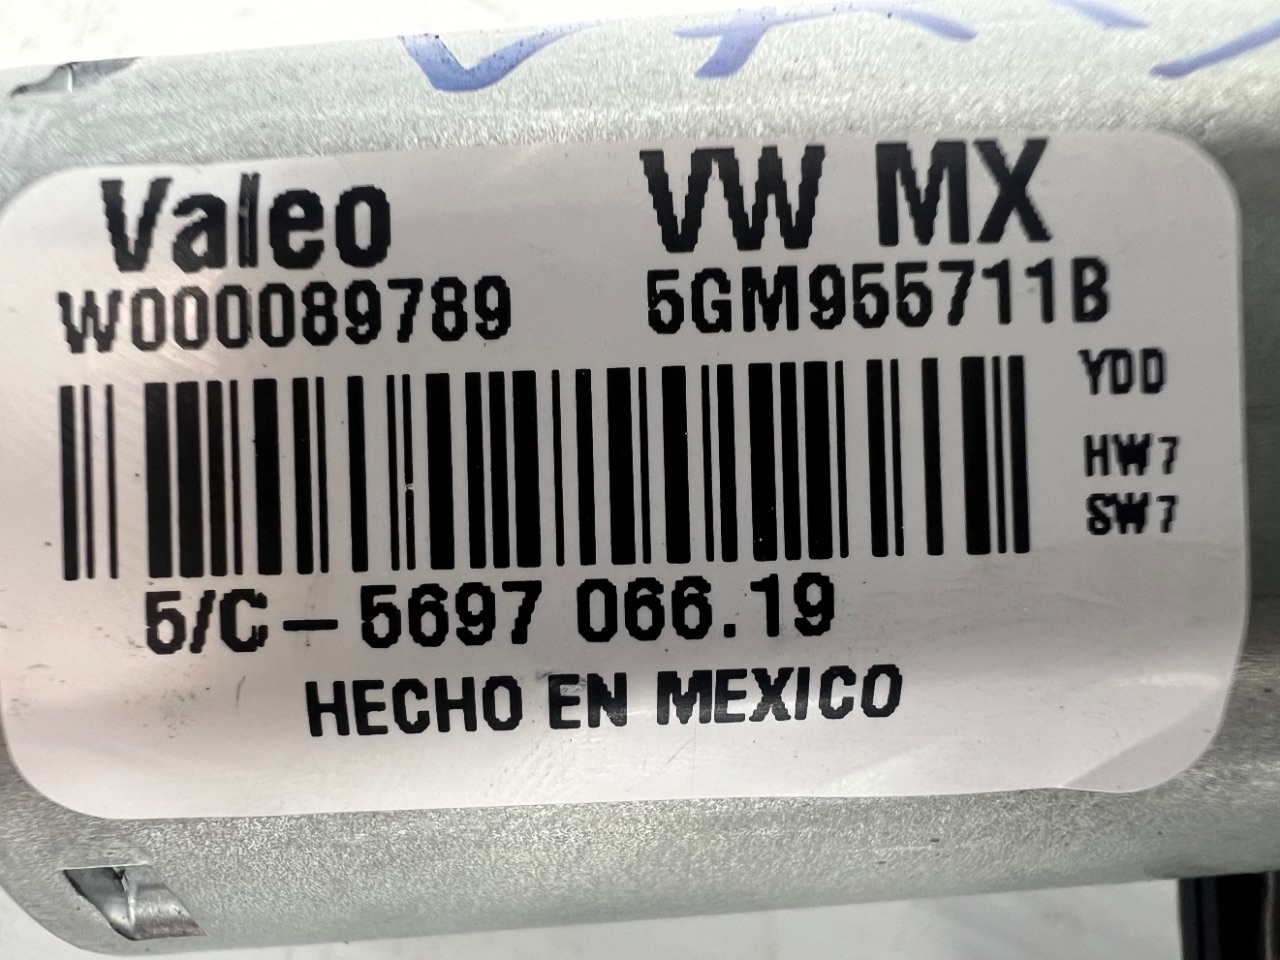 Valeo VW MX
W000089789 5GM955711B
YDD
HW7
SW7
5/C-5697 066.19
HECHO EN MEXICO